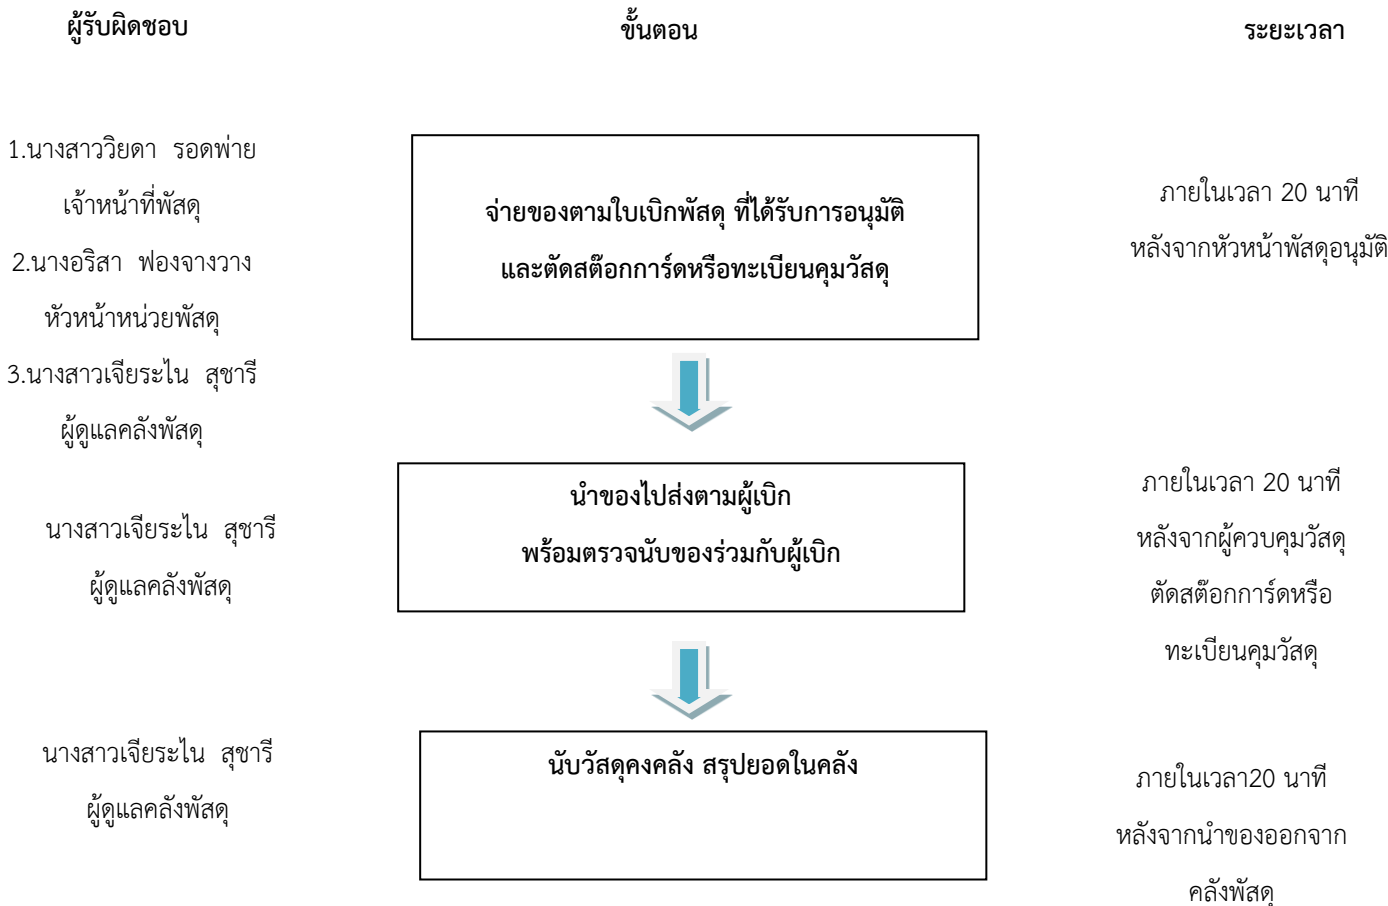 ผู้รับผิดชอบ
ขั้นตอน
ระยะเวลา
1.นางสาววิยดา รอดพ่าย
เจ้าหน้าที่พัสดุ
2.นางอริสา ฟองจางวาง
หัวหน้าหน่วยพัสดุ
3.นางสาวเจียระไน สุชารี
ผู้ดูแลคลังพัสดุ
จ่ายของตามใบเบิกพัสดุ ที่ได้รับการอนุมัติ
และตัดสต๊อกการ์ดหรือทะเบียนคุมวัสดุ
ภายในเวลา 20 นาที
หลังจากหัวหน้าพัสดุอนุมัติ
นางสาวเจียระไน สุชารี
ผู้ดูแลคลังพัสดุ
นำของไปส่งตามผู้เบิก
พร้อมตรวจนับของร่วมกับผู้เบิก
ภายในเวลา 20 นาที
หลังจากผู้ควบคุมวัสดุ
ตัดสต๊อกการ์ดหรือ
ทะเบียนคุมวัสดุ
นางสาวเจียระไน สุชารี
ผู้ดูแลคลังพัสดุ
นับวัสดุคงคลัง สรุปยอดในคลัง
ภายในเวลา20 นาที
หลังจากนำของออกจาก
คลังพัสดุ